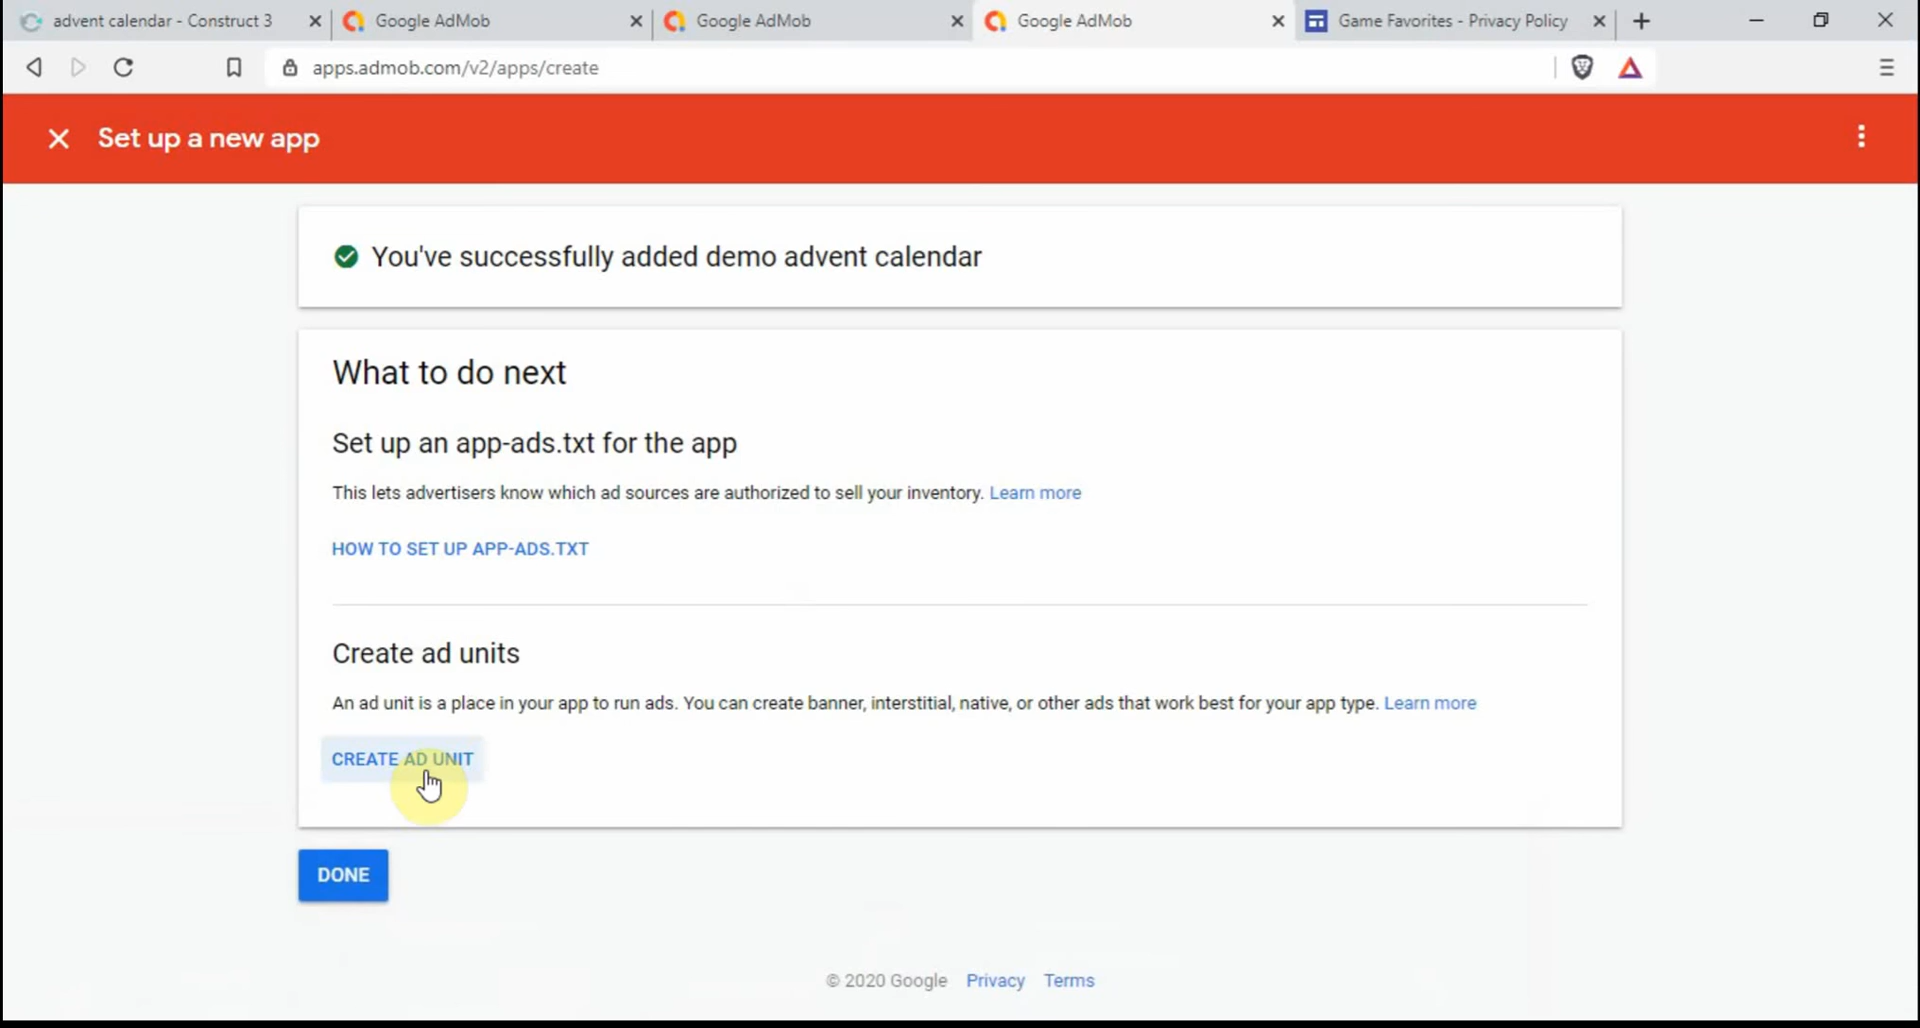 advent calendar - Construct 3
Google AdMob
Google AdMob
Google AdMob
Game Favorites - Privacy Policy
apps.admob.com/v2/apps/create
Set up a new app
You've successfully added demo advent calendar
What to do next
Set up an app-ads.txt for the app
This lets advertisers know which ad sources are authorized to sell your inventory. Learn more
HOW TO SET UP APP-ADS.TXT
Create ad units
An ad unit is a place in your app to run ads. You can create banner, interstitial, native, or other ads that work best for your app type. Learn more
CREATE AD UNIT
DONE
© 2020 Google Privacy Terms